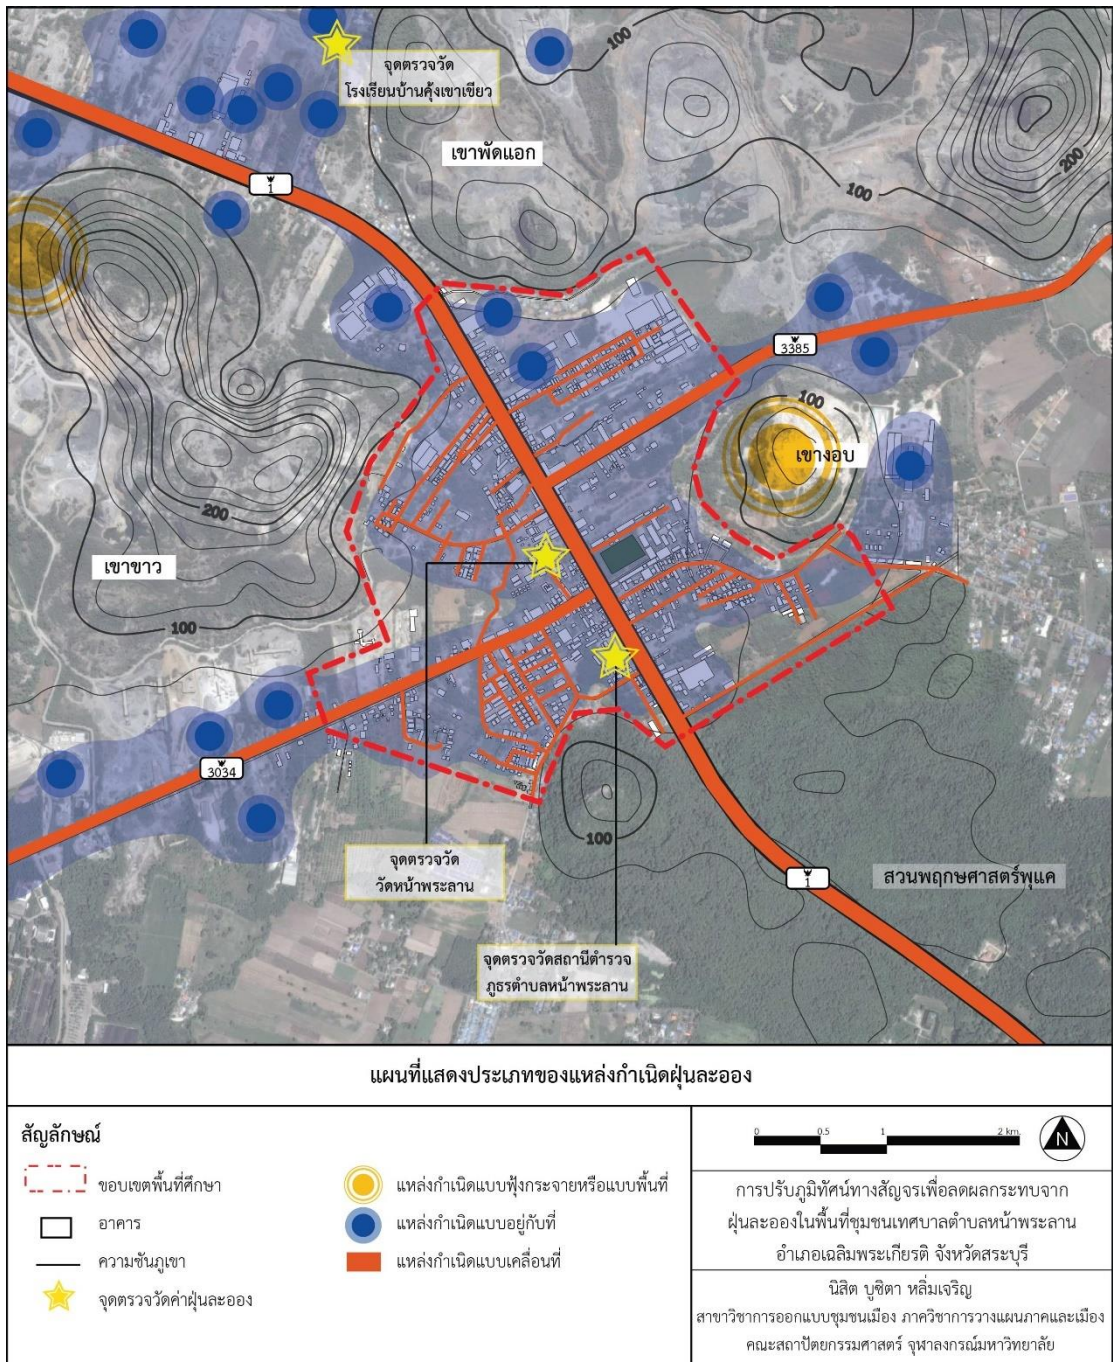 100
จุดตรวจวัด
โรงเรียนบ้านคุ้งเขาเขียว
เขาพัดแอก
200
1
100
3385
100
เขางอบ
200
เขาขาว
100
3034
100
จุดตรวจวัด
วัดหน้าพระลาน
1
สวนพฤกษศาสตร์พุแค
จุดตรวจวัดสถานีตำรวจ
ภูธรตำบลหน้าพระลาน
แผนที่แสดงประเภทของแหล่งกำเนิดฝุ่นละออง
สัญลักษณ์
ขอบเขตพื้นที่ศึกษา
อาคาร
ความชันภูเขา
จุดตรวจวัดค่าฝุ่นละออง
แหล่งกำเนิดแบบฟุ้งกระจายหรือแบบพื้นที่
แหล่งกำเนิดแบบอยู่กับที่
แหล่งกำเนิดแบบเคลื่อนที่
0 0.5 1 2 km.
N
การปรับภูมิทัศน์ทางสัญจรเพื่อลดผลกระทบจาก
ฝุ่นละอองในพื้นที่ชุมชนเทศบาลตำบลหน้าพระลาน
อำเภอเฉลิมพระเกียรติ จังหวัดสระบุรี
นิสิต บูชิตา หลิ่มเจริญ
สาขาวิชาการออกแบบชุมชนเมือง ภาควิชาการวางแผนภาคและเมือง
คณะสถาปัตยกรรมศาสตร์ จุฬาลงกรณ์มหาวิทยาลัย